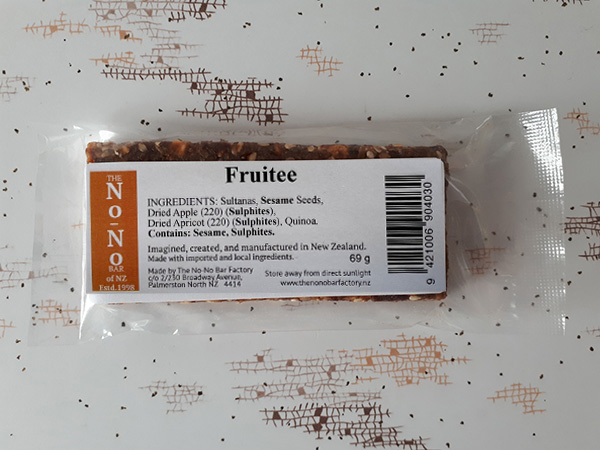 Fruitee
THE
No-No
BAR
of NZ
Estd.1998
INGREDIENTS: Sultanas, Sesame Seeds,
Dried Apple (220) (Sulphites),
Dried Apricot (220) (Sulphites), Quinoa.
Contains: Sesame, Sulphites.
Imagined, created, and manufactured in New Zealand.
Made with imported and local ingredients.
69 g
Made by The No-No Bar Factory
c/o 2/250 Broadway Avenue,
Palmerston North NZ 4414
Store away from direct sunlight
www.thenonobarfactory.nz
9 421006 904030